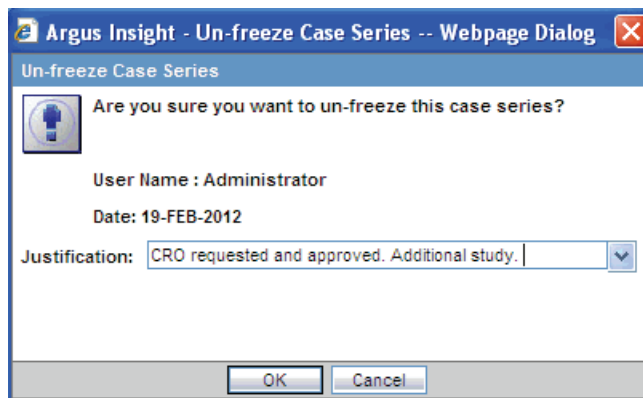 Argus Insight - Un-freeze Case Series -- Webpage Dialog
Un-freeze Case Series
Are you sure you want to un-freeze this case series?
User Name : Administrator
Date: 19-FEB-2012
Justification: CRO requested and approved. Additional study.
OK Cancel